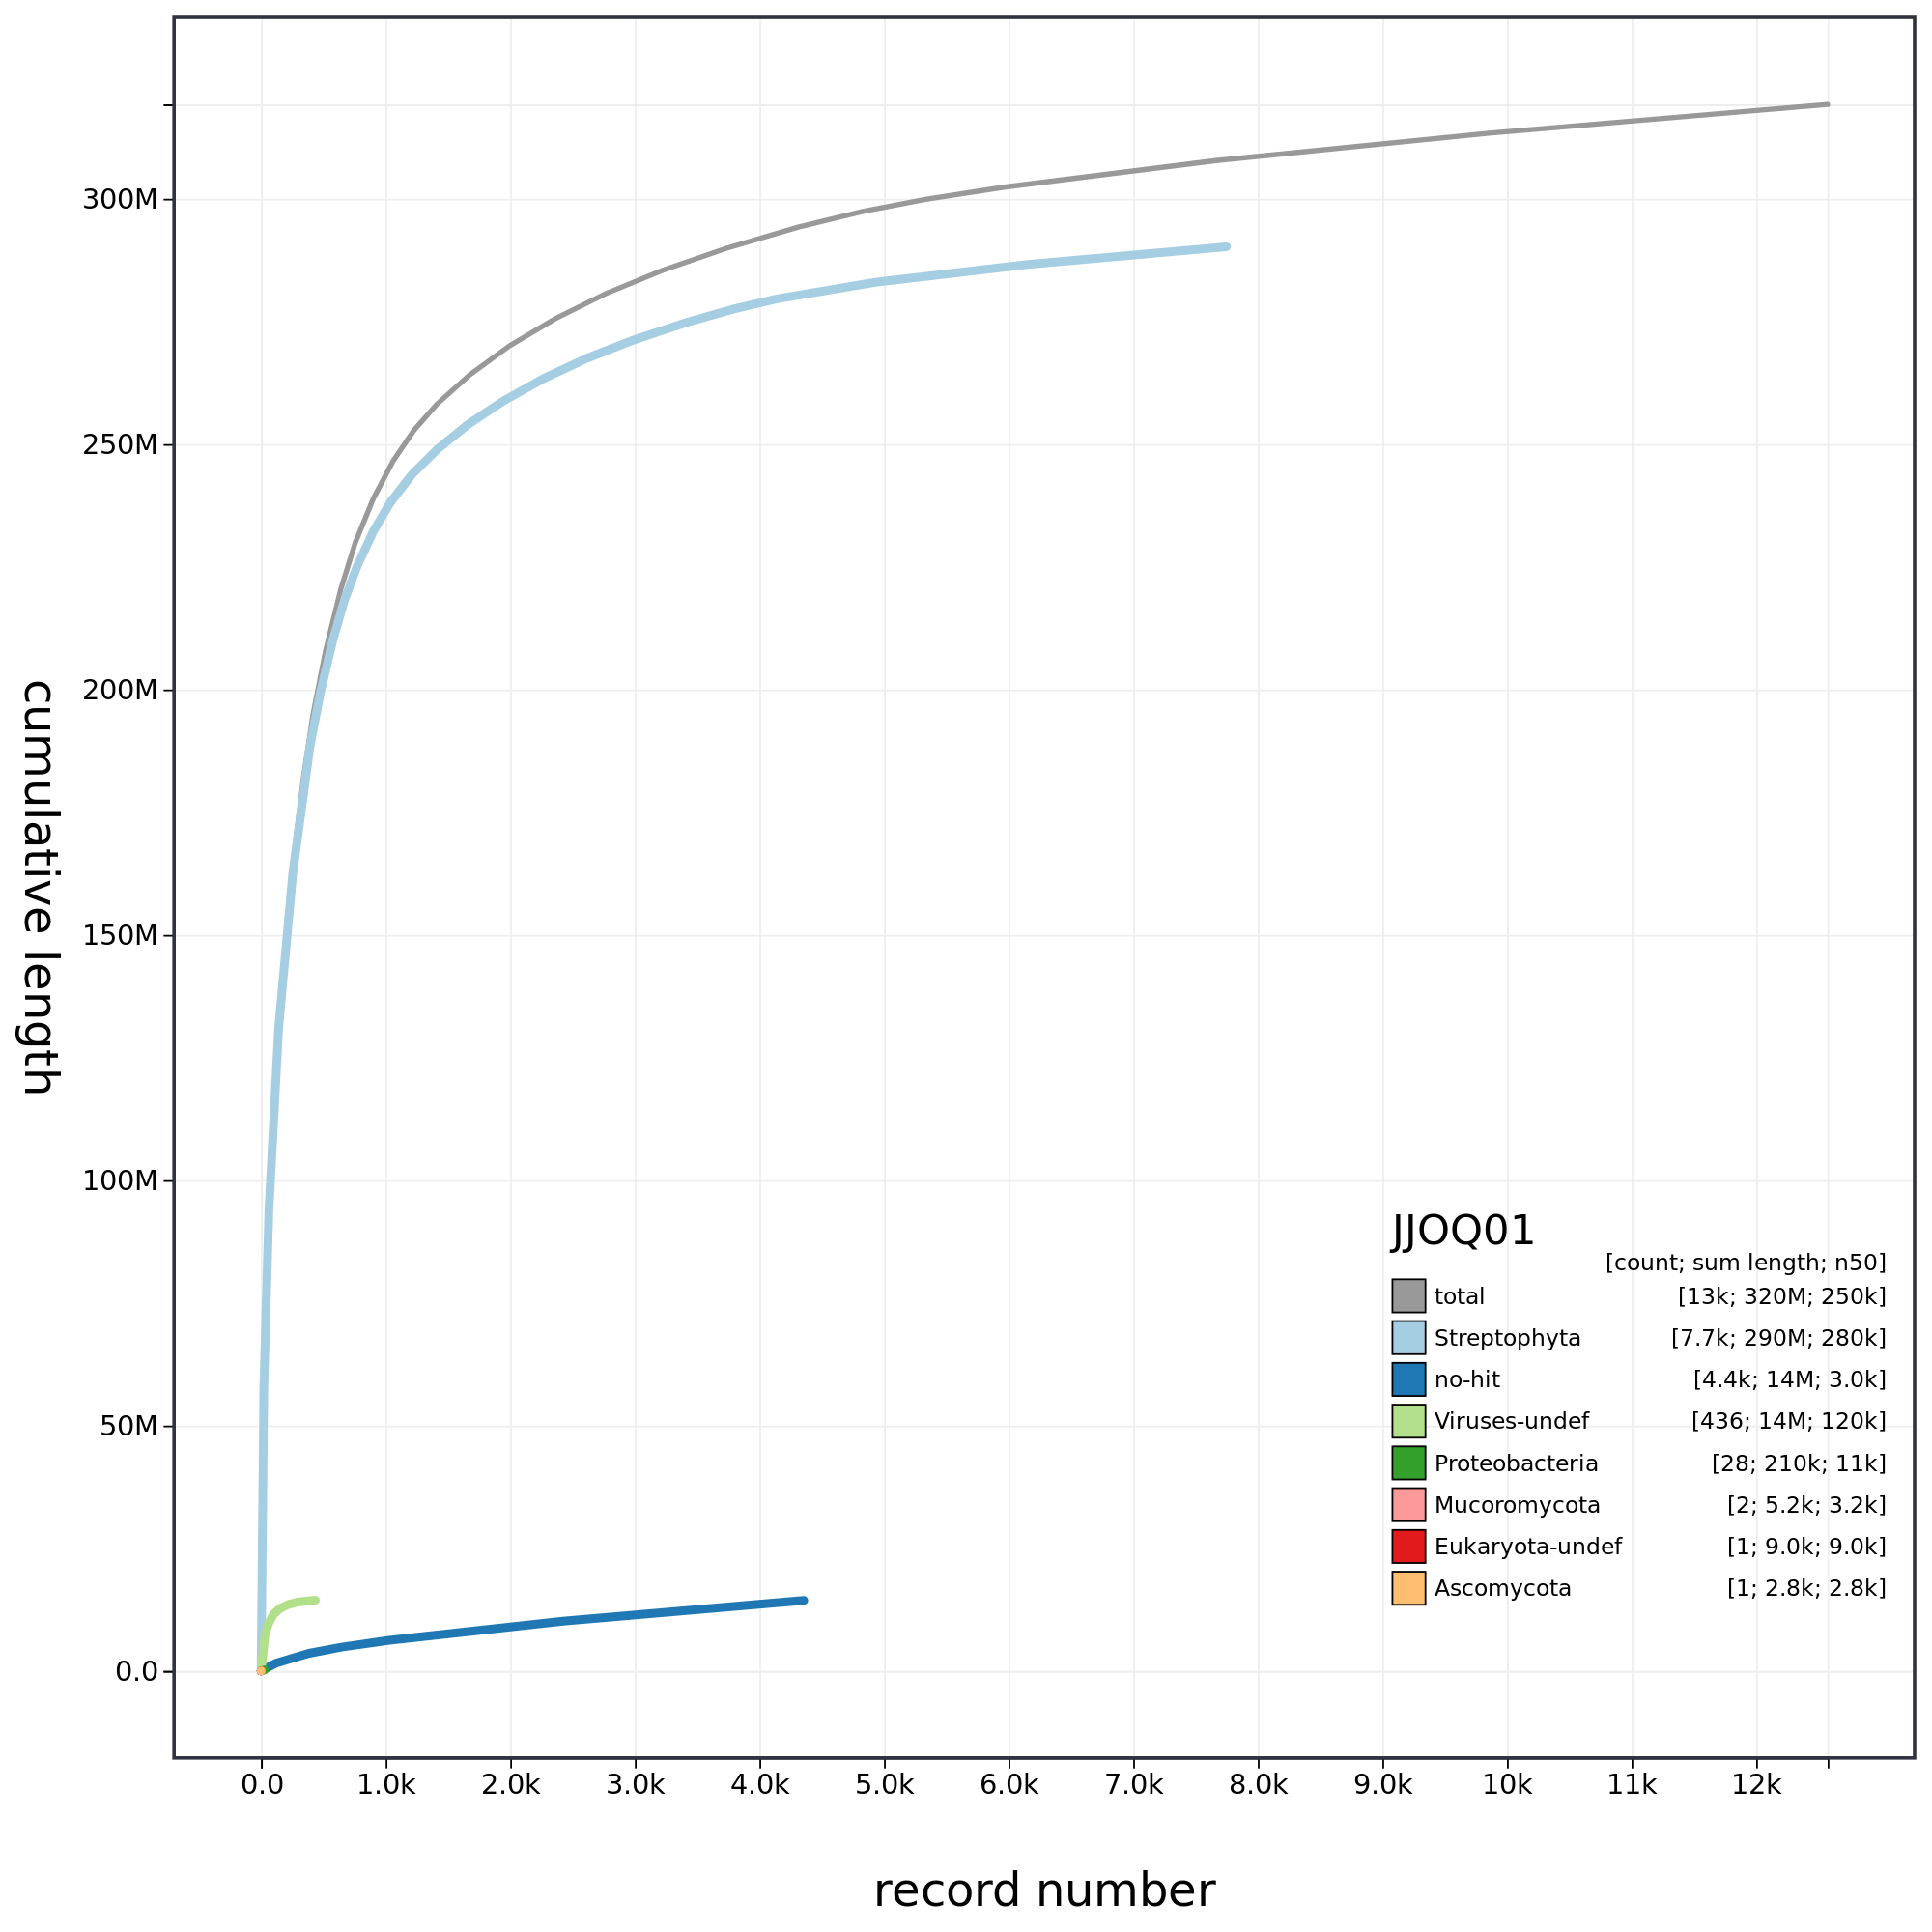 cumulative length
300M
250M
200M
150M
100M
50M
0.0
JJOQ01
[count; sum length; n50]
total [13k; 320M; 250k]
Streptophyta [7.7k; 290M; 280k]
no-hit [4.4k; 14M; 3.0k]
Viruses-undef [436; 14M; 120k]
Proteobacteria [28; 210k; 11k]
Mucoromycota [2; 5.2k; 3.2k]
Eukaryota-undef [1; 9.0k; 9.0k]
Ascomycota [1; 2.8k; 2.8k]
0.0 1.0k 2.0k 3.0k 4.0k 5.0k 6.0k 7.0k 8.0k 9.0k 10k 11k 12k
record number